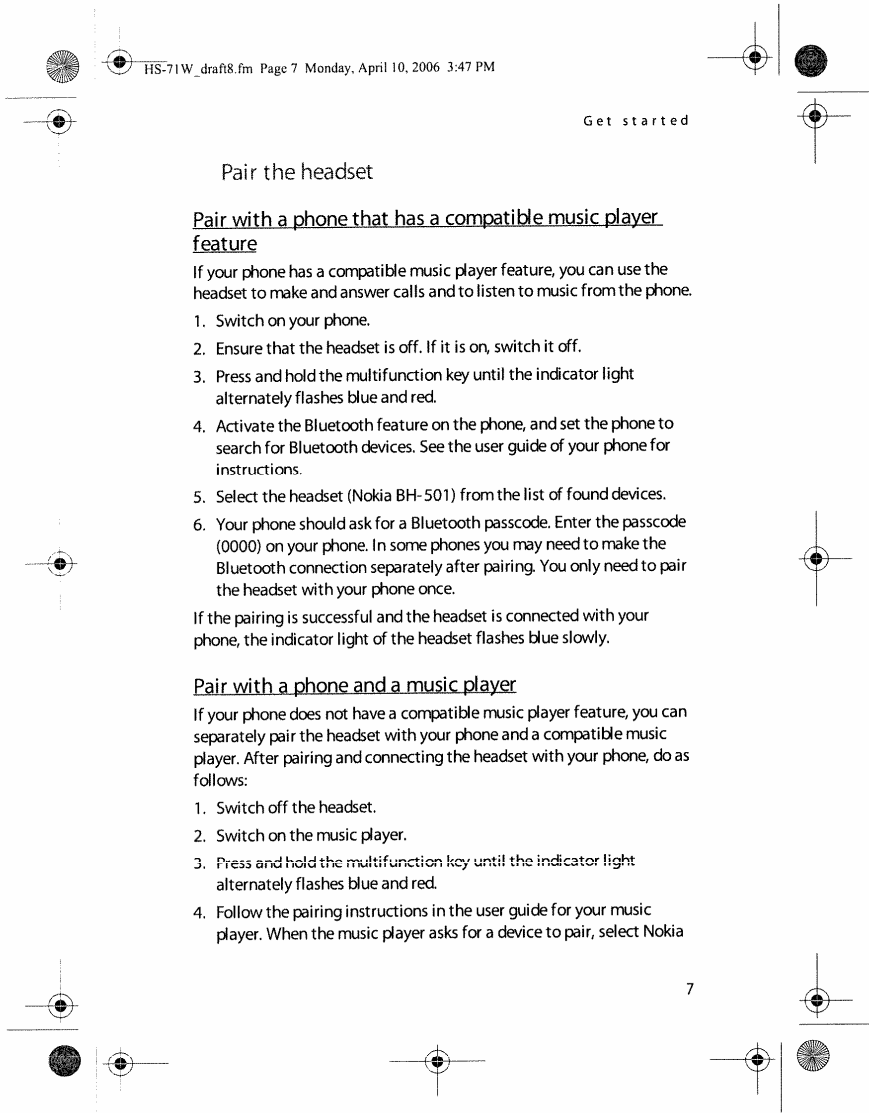 HS-71W_draft8.fm Page 7 Monday, April 10, 2006 3:47 PM
Get started
Pair the headset
Pair with a phone that has a compatible music player
feature
If your phone has a compatible music player feature, you can use the
headset to make and answer calls and to listen to music from the phone.
1. Switch on your phone.
2. Ensure that the headset is off. If it is on, switch it off.
3. Press and hold the multifunction key until the indicator light
alternately flashes blue and red.
4. Activate the Bluetooth feature on the phone, and set the phone to
search for Bluetooth devices. See the user guide of your phone for
instructions.
5. Select the headset (Nokia BH-501) from the list of found devices.
6. Your phone should ask for a Bluetooth passcode. Enter the passcode
(0000) on your phone. In some phones you may need to make the
Bluetooth connection separately after pairing. You only need to pair
the headset with your phone once.
If the pairing is successful and the headset is connected with your
phone, the indicator light of the headset flashes blue slowly.
Pair with a phone and a music player
If your phone does not have a compatible music player feature, you can
separately pair the headset with your phone and a compatible music
player. After pairing and connecting the headset with your phone, do as
follows:
1. Switch off the headset.
2. Switch on the music player.
3. Press and hold the multifunction key until the indicator light
alternately flashes blue and red.
4. Follow the pairing instructions in the user guide for your music
player. When the music player asks for a device to pair, select Nokia
7